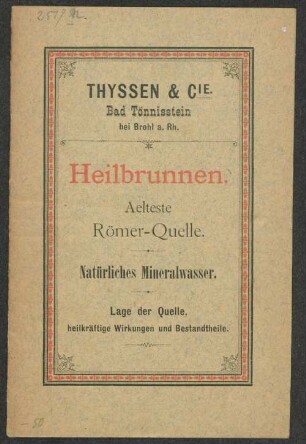 THYSSEN & CIE.
Bad Tönnisstein
bei Brohl a. Rh.
Heilbrunnen.
Aelteste
Römer-Quelle.
Natürliches Mineralwasser.
Lage der Quelle,
heilkräftige Wirkungen und Bestandtheile.